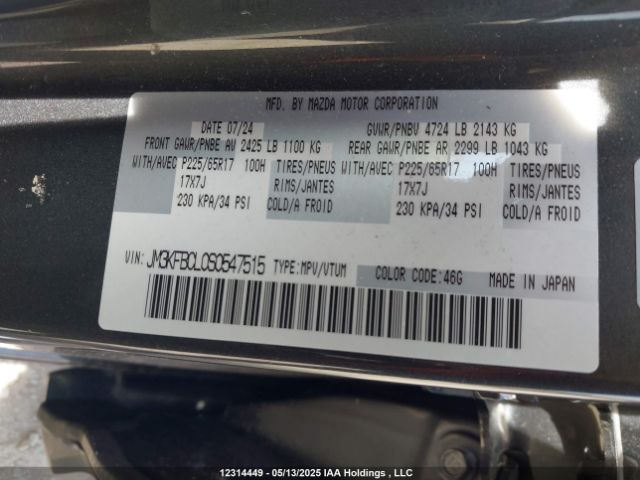 MFD. BY MAZDA MOTOR CORPORATION
DATE 07/24 GVWR/PNBV 4724 LB 2143 KG
FRONT GAWR/PNBE AV 2425 LB 1100 KG REAR GAWR/PNBE AR 2299 LB 1043 KG
WITH/AVEC P225/65R17 100H TIRES/PNEUS WITH/AVEC P225/65R17 100H TIRES/PNEUS
17X7J RIMS/JANTES 17X7J RIMS/JANTES
230 KPA/34 PSI COLD/A FROID 230 KPA/34 PSI COLD/A FROID
VIN: JM3KFBCL0S0547515 TYPE:MPV/VTUM COLOR CODE:46G MADE IN JAPAN
12314449 - 05/13/2025 IAA Holdings , LLC